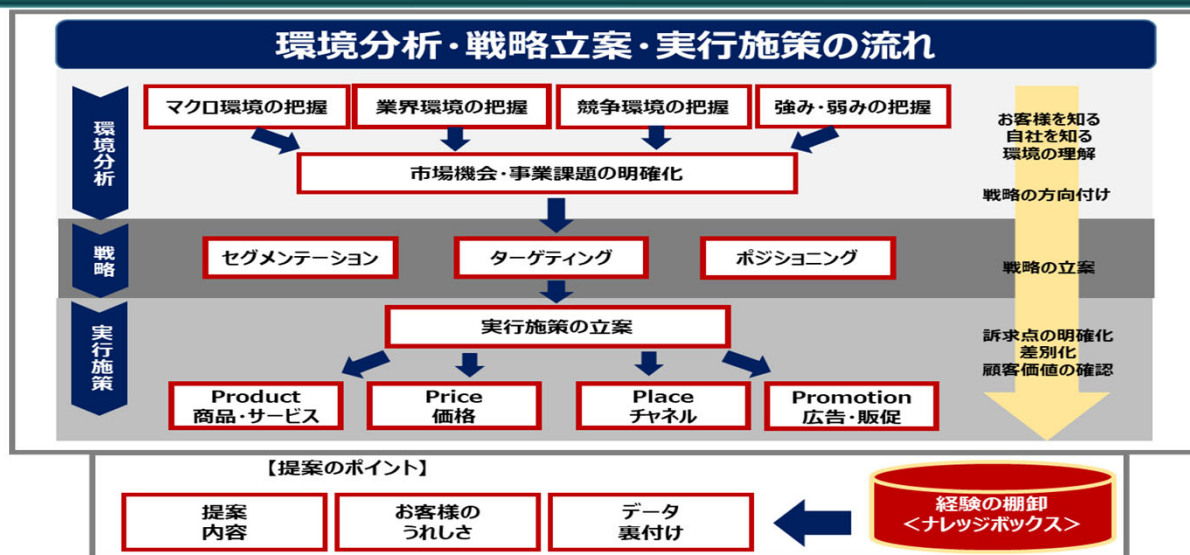 環境分析・戦略立案・実行施策の流れ
環境分析
マクロ環境の把握
業界環境の把握
競争環境の把握
強み・弱みの把握
市場機会・事業課題の明確化
お客様を知る
自社を知る
環境の理解
戦略の方向付け
戦略
セグメンテーション
ターゲティング
ポジショニング
戦略の立案
実行施策
実行施策の立案
Product
商品・サービス
Price
価格
Place
チャネル
Promotion
広告・販促
訴求点の明確化
差別化
顧客価値の確認
【提案のポイント】
提案
内容
お客様の
うれしさ
データ
裏付け
経験の棚卸
<ナレッジボックス>